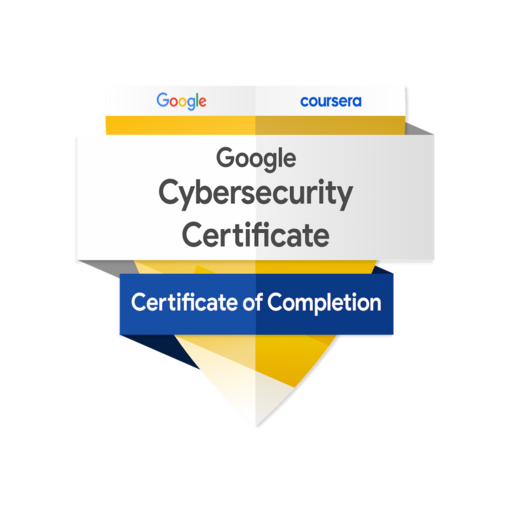 Google coursera
Google
Cybersecurity
Certificate
Certificate of Completion